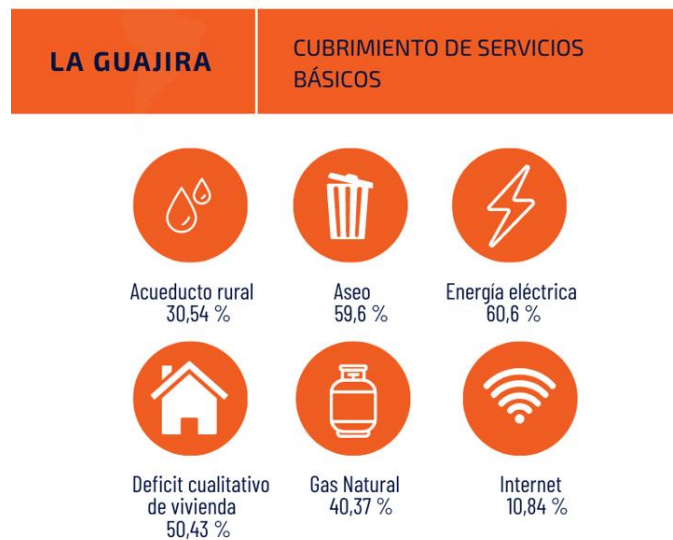 LA GUAJIRA
CUBRIMIENTO DE SERVICIOS
BÁSICOS
Acueducto rural
30,54 %
Aseo
59,6 %
Energía eléctrica
60,6 %
Deficit cualitativo
de vivienda
50,43 %
Gas Natural
40,37 %
Internet
10,84 %